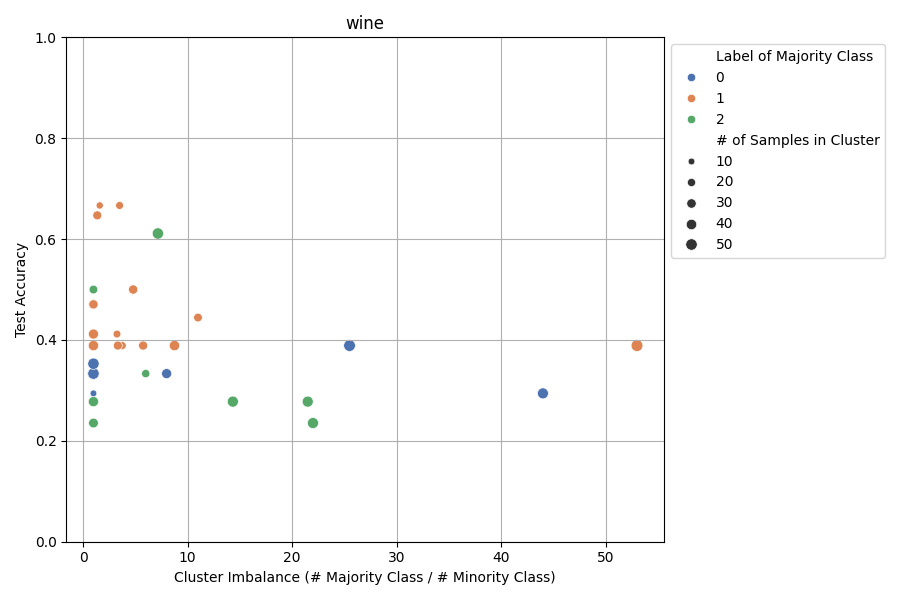 wine
1.0
0.8
0.6
0.4
0.2
0.0
Test Accuracy
0 10 20 30 40 50
Cluster Imbalance (# Majority Class / # Minority Class)
Label of Majority Class
0
1
2
# of Samples in Cluster
10
20
30
40
50